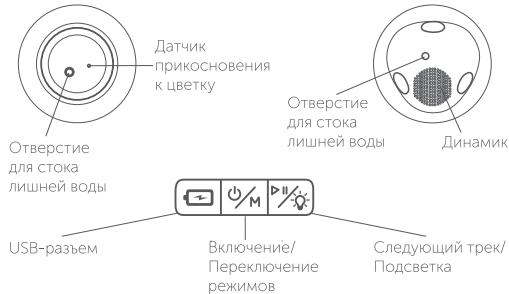 Датчик
прикосновения
к цветку
Отверстие
для стока
лишней воды
Отверстие
для стока
лишней воды
Динамик
M
USB-разъем
Включение/
Переключение
режимов
Следующий трек/
Подсветка